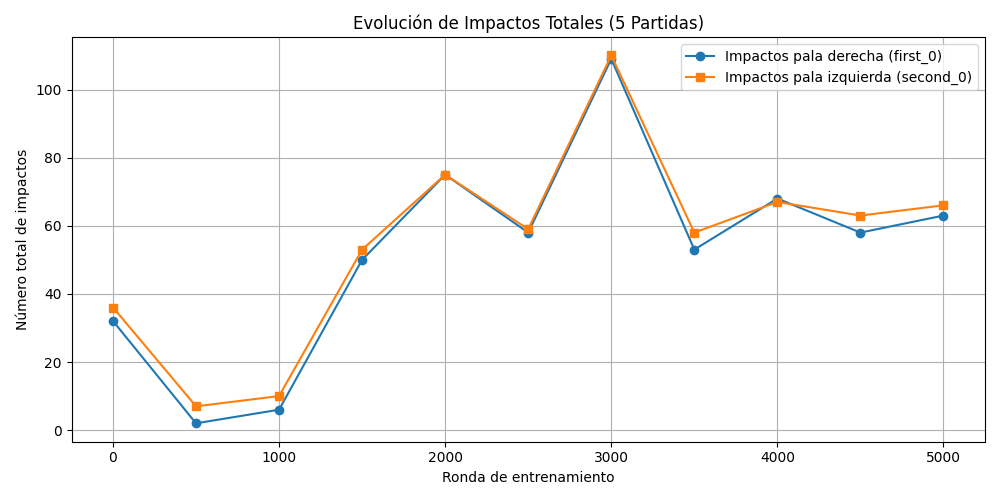 Evolución de Impactos Totales (5 Partidas)
Impactos pala derecha (first_0)
Impactos pala izquierda (second_0)
Número total de impactos
100
80
60
40
20
0
0 1000 2000 3000 4000 5000
Ronda de entrenamiento